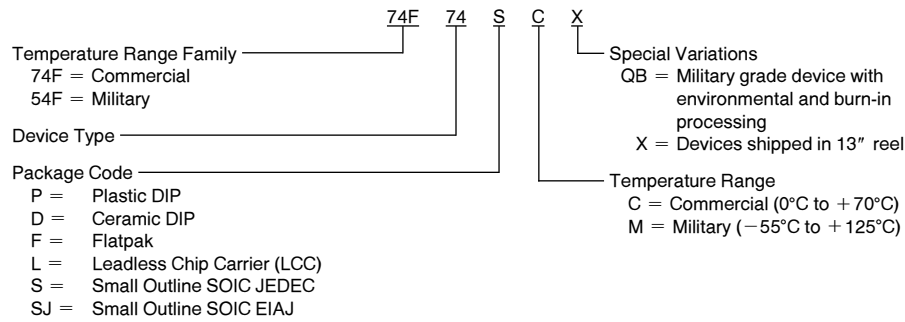 74F 74 S C X
Temperature Range Family
74F = Commercial
54F = Military
Device Type
Package Code
P = Plastic DIP
D = Ceramic DIP
F = Flatpak
L = Leadless Chip Carrier (LCC)
S = Small Outline SOIC JEDEC
SJ = Small Outline SOIC EIAJ
Special Variations
QB = Military grade device with
environmental and burn-in
processing
X = Devices shipped in 13″ reel
Temperature Range
C = Commercial (0°C to +70°C)
M = Military (−55°C to +125°C)